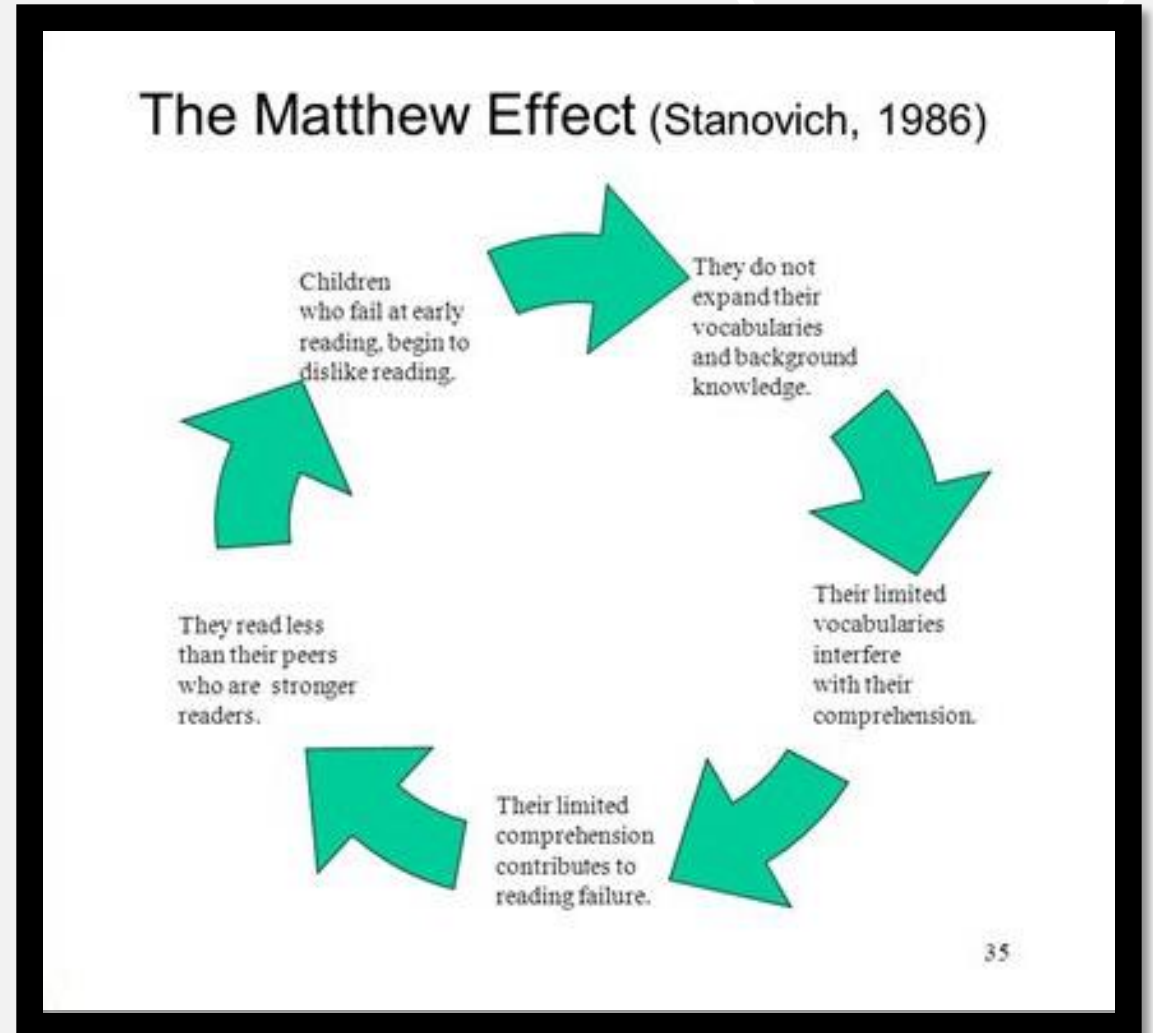 The Matthew Effect (Stanovich, 1986)
Children
who fail at early
reading, begin to
dislike reading.
They do not
expand their
vocabularies
and background
knowledge.
Their limited
vocabularies
interfere
with their
comprehension.
Their limited
comprehension
contributes to
reading failure.
They read less
than their peers
who are stronger
readers.
35